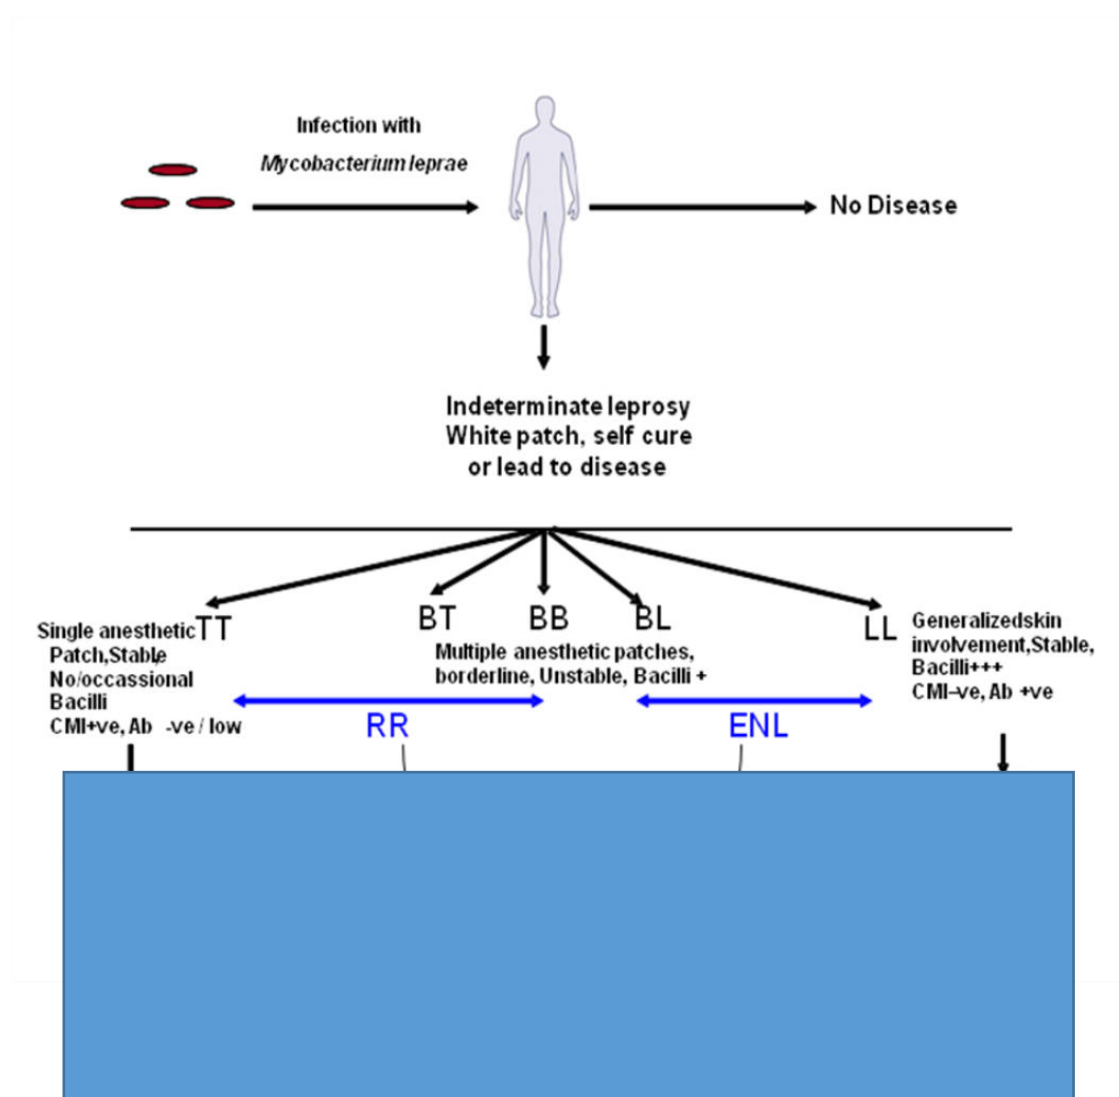 Infection with
Mycobacterium leprae
No Disease
Indeterminate leprosy
White patch, self cure
or lead to disease
TT
Single anesthetic
Patch,Stable
No/occassional
Bacilli
CMI+ve, Ab -ve / low
BT
BB
BL
Multiple anesthetic patches,
borderline, Unstable, Bacilli +
LL
Generalizedskin
involvement,Stable,
Bacilli+++
CMI–ve, Ab +ve
RR
ENL